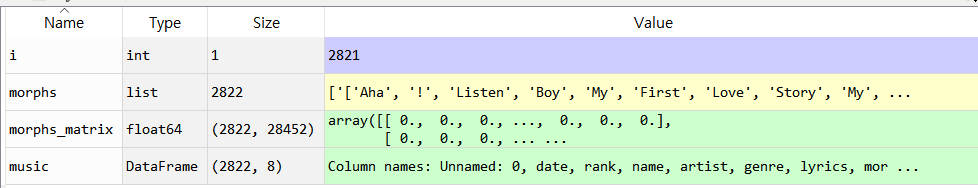 Name Type Size Value
i int 1 2821
morphs list 2822 ['['Aha', '!', 'Listen', 'Boy', 'My', 'First', 'Love', 'Story', 'My', ...
morphs_matrix float64 (2822, 28452) array([[ 0., 0., 0., ..., 0., 0., 0.],
[ 0., 0., 0., ... ...
music DataFrame (2822, 8) Column names: Unnamed: 0, date, rank, name, artist, genre, lyrics, mor ...